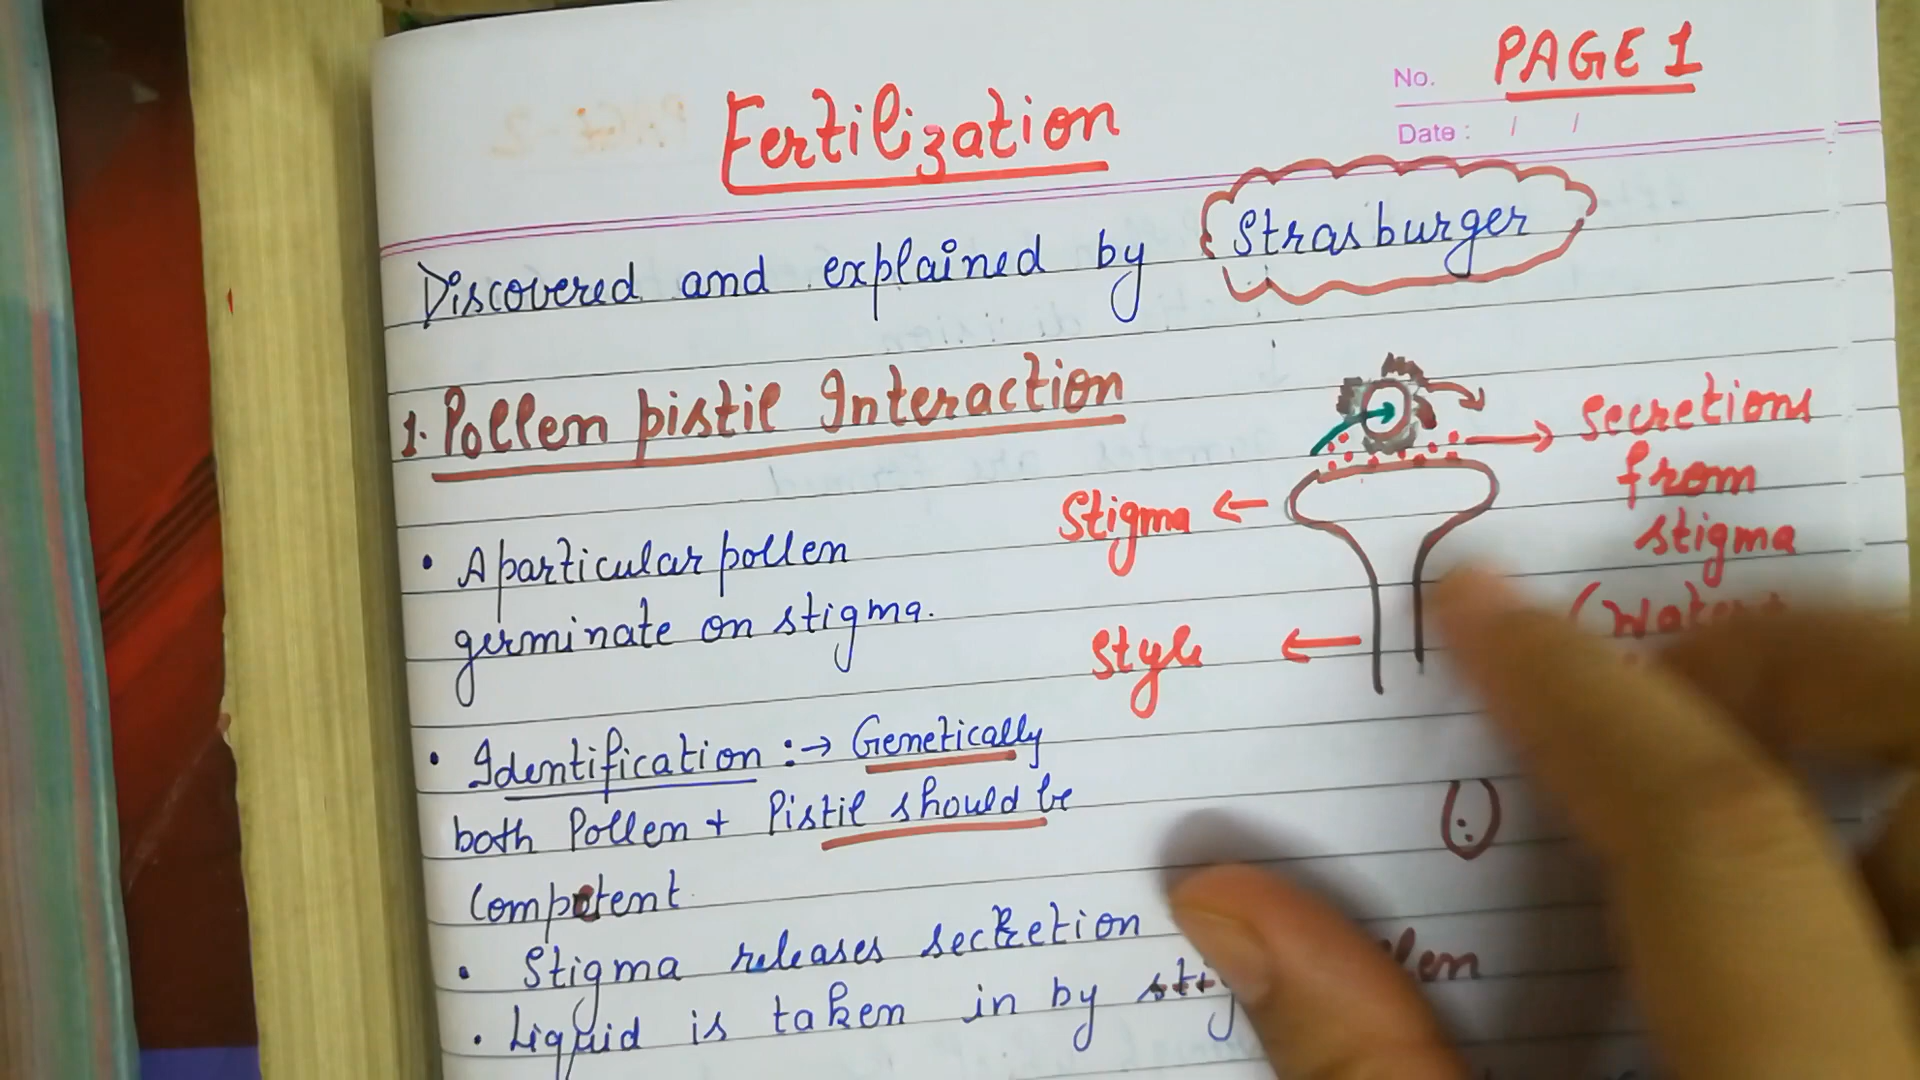 No. PAGE 1
Date : / /
Fertilization
Discovered and explained by Strasburger
1. Pollen pistil Interaction
• A particular pollen
germinate on stigma.
• Identification :→ Genetically
both Pollen + Pistil should be
Competent
• Stigma releases secretion
• Liquid is taken in by
Secretions
from
stigma
(Water +
Stigma ←
Style ←